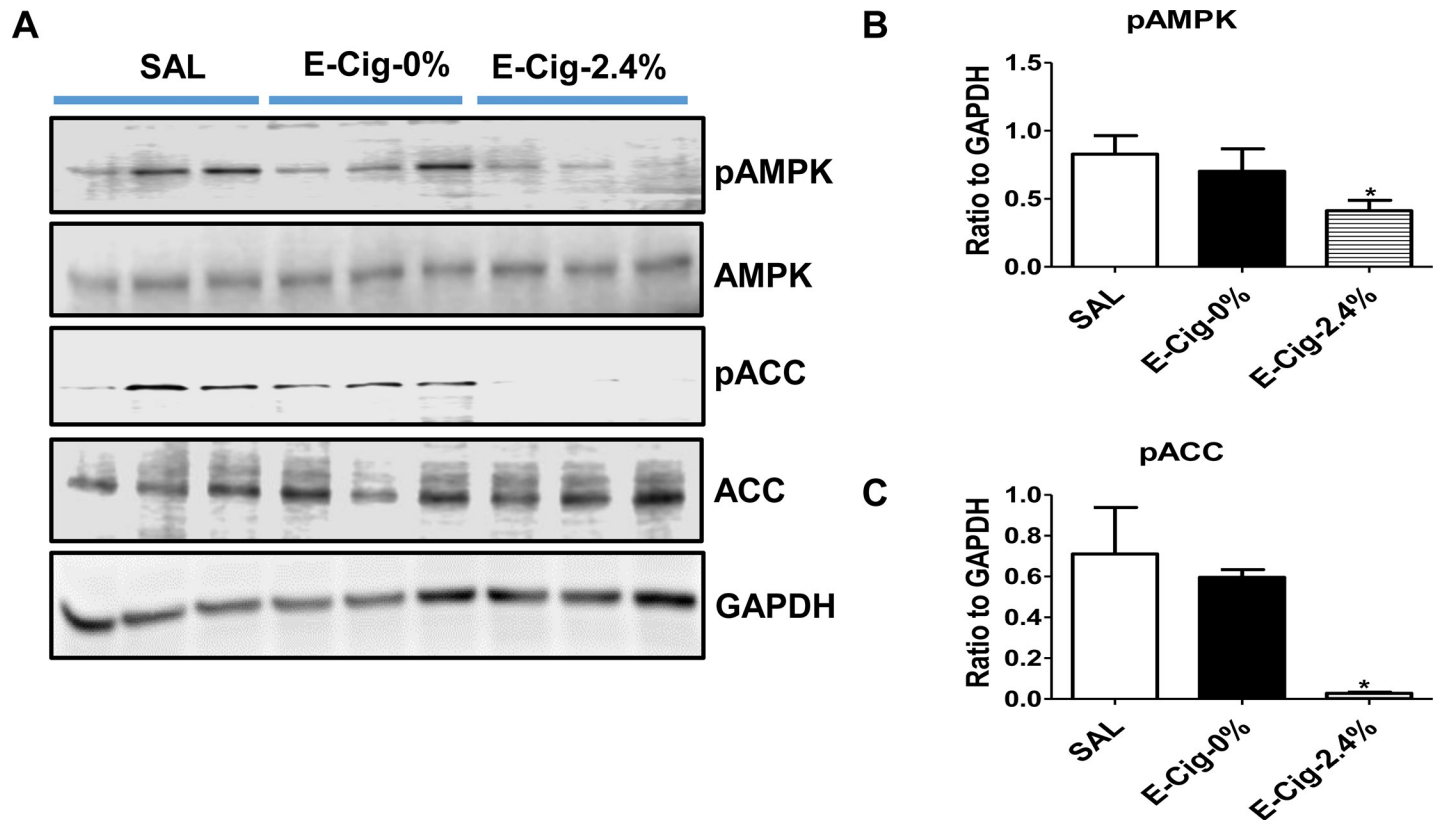 A
SAL E-Cig-0% E-Cig-2.4%
pAMPK
AMPK
pACC
ACC
GAPDH
B
pAMPK
Ratio to GAPDH
1.5
1.0
0.5
0.0
*
SAL
E-Cig-0%
E-Cig-2.4%
C
pACC
Ratio to GAPDH
1.0
0.8
0.6
0.4
0.2
0.0
*
SAL
E-Cig-0%
E-Cig-2.4%